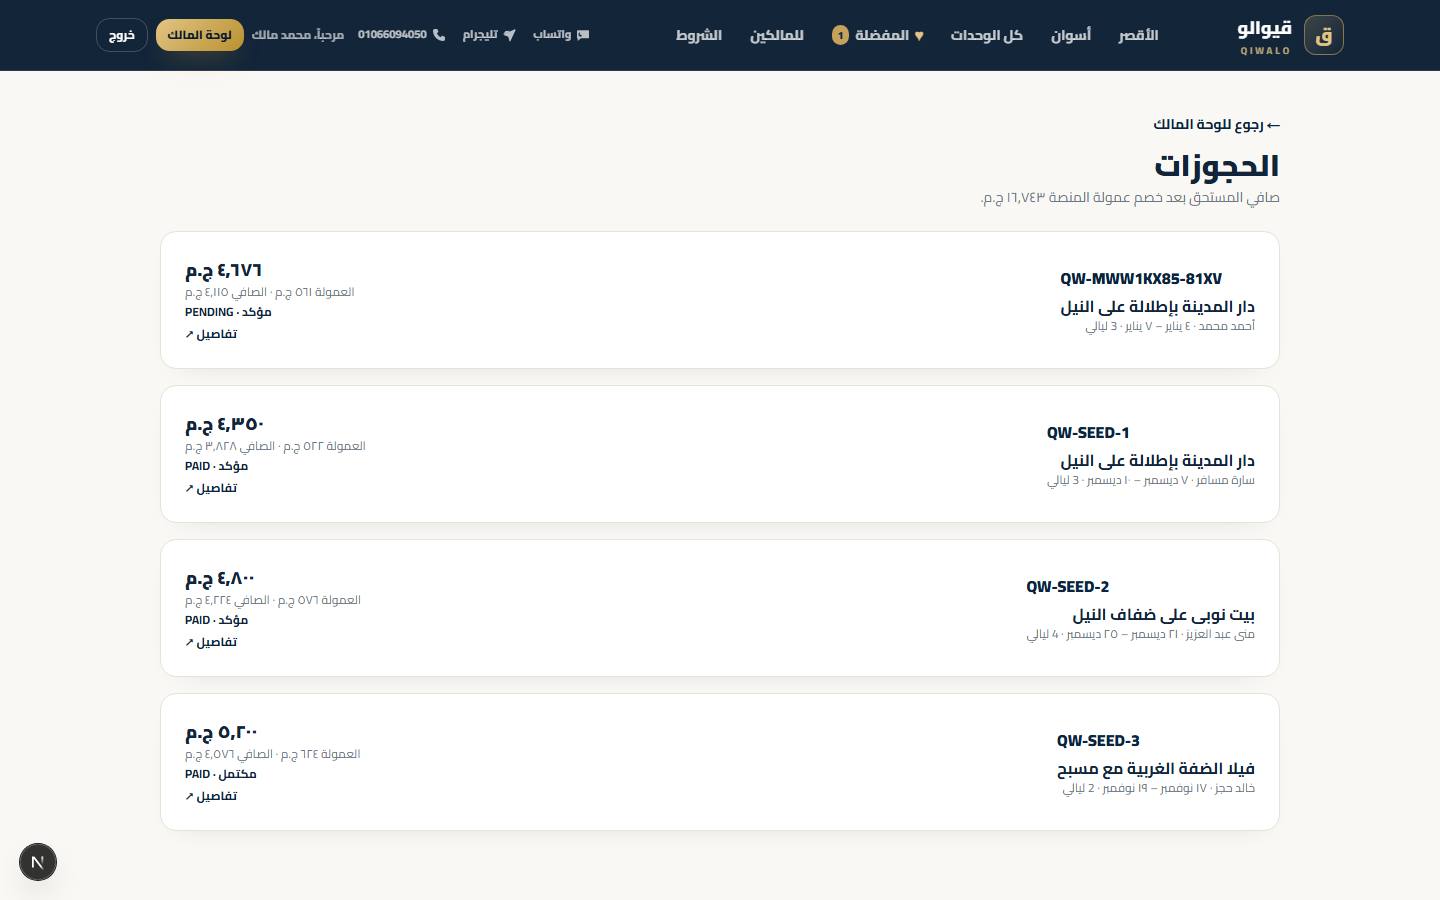 ق
قيوالو
QIWALO
الأقصر
أسوان
كل الوحدات
♥ المفضلة 1
للمالكين
الشروط
واتساب
تليجرام
01066094050
مرحباً، محمد مالك
لوحة المالك
خروج
← رجوع للوحة المالك
الحجوزات
صافي المستحق بعد خصم عمولة المنصة ١٦,٧٤٣ ج.م.
QW-MWW1KX85-81XV
دار المدينة بإطلالة على النيل
أحمد محمد · ٤ يناير – ٧ يناير · 3 ليالي
٤,٦٧٦ ج.م
العمولة ٥٦١ ج.م · الصافي ٤,١١٥ ج.م
مؤكد · PENDING
تفاصيل ↗
QW-SEED-1
دار المدينة بإطلالة على النيل
سارة مسافر · ٧ ديسمبر – ١٠ ديسمبر · 3 ليالي
٤,٣٥٠ ج.م
العمولة ٥٢٢ ج.م · الصافي ٣,٨٢٨ ج.م
مؤكد · PAID
تفاصيل ↗
QW-SEED-2
بيت نوبي على ضفاف النيل
منى عبد العزيز · ٢١ ديسمبر – ٢٥ ديسمبر · 4 ليالي
٤,٨٠٠ ج.م
العمولة ٥٧٦ ج.م · الصافي ٤,٢٢٤ ج.م
مؤكد · PAID
تفاصيل ↗
QW-SEED-3
فيلا الضفة الغربية مع مسبح
خالد حجز · ١٧ نوفمبر – ١٩ نوفمبر · 2 ليالي
٥,٢٠٠ ج.م
العمولة ٦٢٤ ج.م · الصافي ٤,٥٧٦ ج.م
مكتمل · PAID
تفاصيل ↗
N